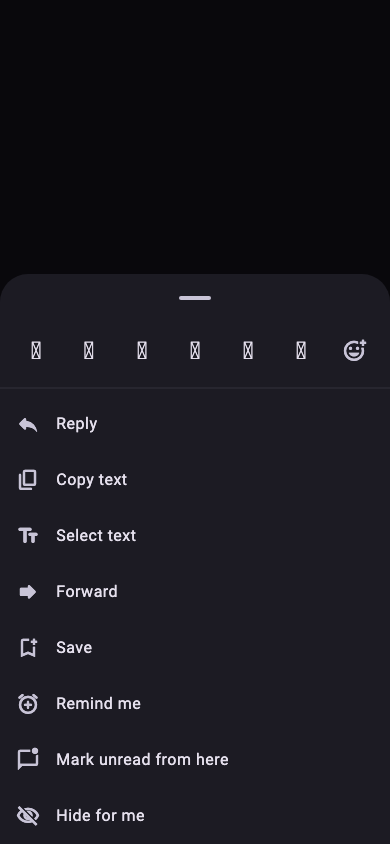 Reply
Copy text
Select text
Forward
Save
Remind me
Mark unread from here
Hide for me